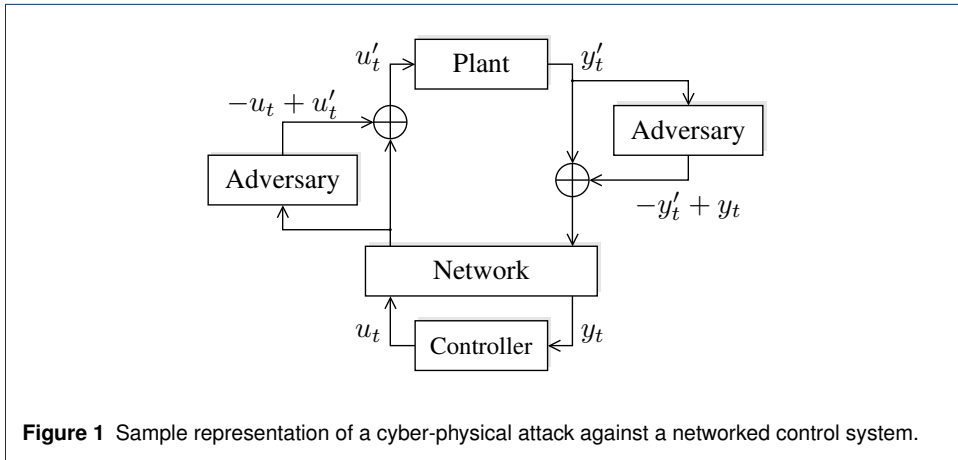 u′ₜ
Plant
y′ₜ
−uₜ + u′ₜ
Adversary
Adversary
−y′ₜ + yₜ
Network
uₜ
Controller
yₜ
Figure 1 Sample representation of a cyber-physical attack against a networked control system.